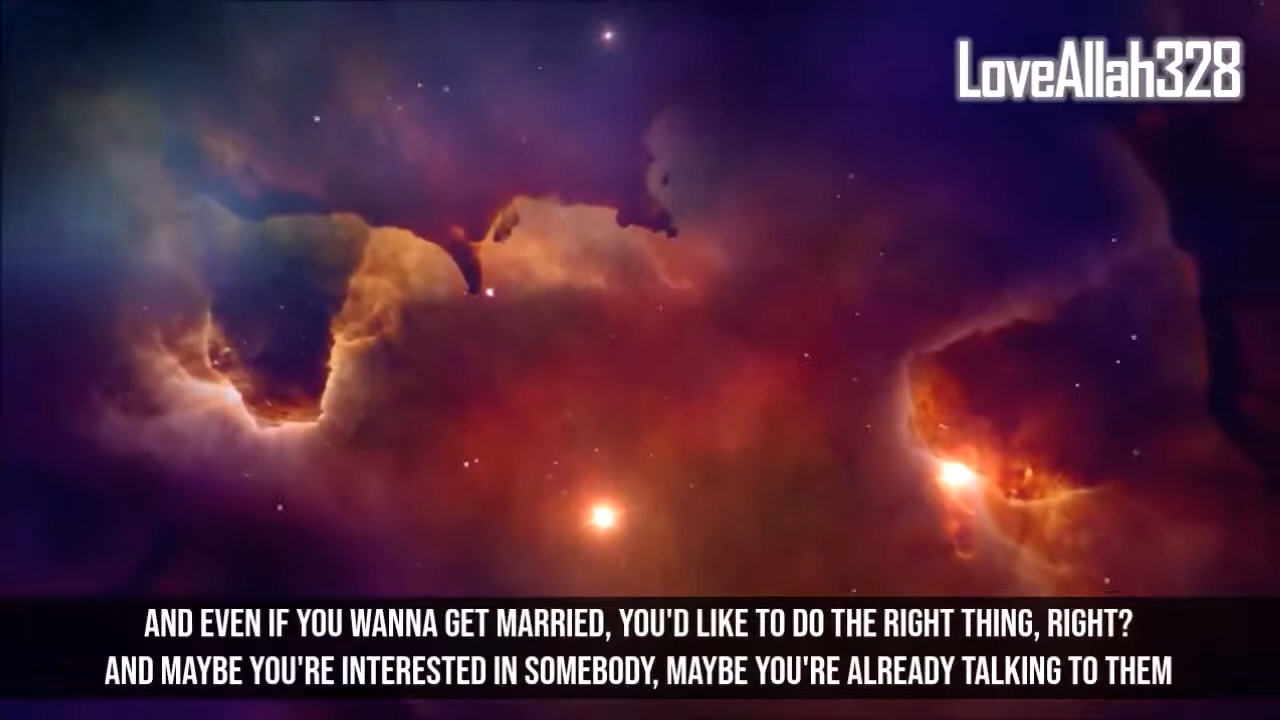 LoveAllah328
AND EVEN IF YOU WANNA GET MARRIED, YOU'D LIKE TO DO THE RIGHT THING, RIGHT?
AND MAYBE YOU'RE INTERESTED IN SOMEBODY, MAYBE YOU'RE ALREADY TALKING TO THEM